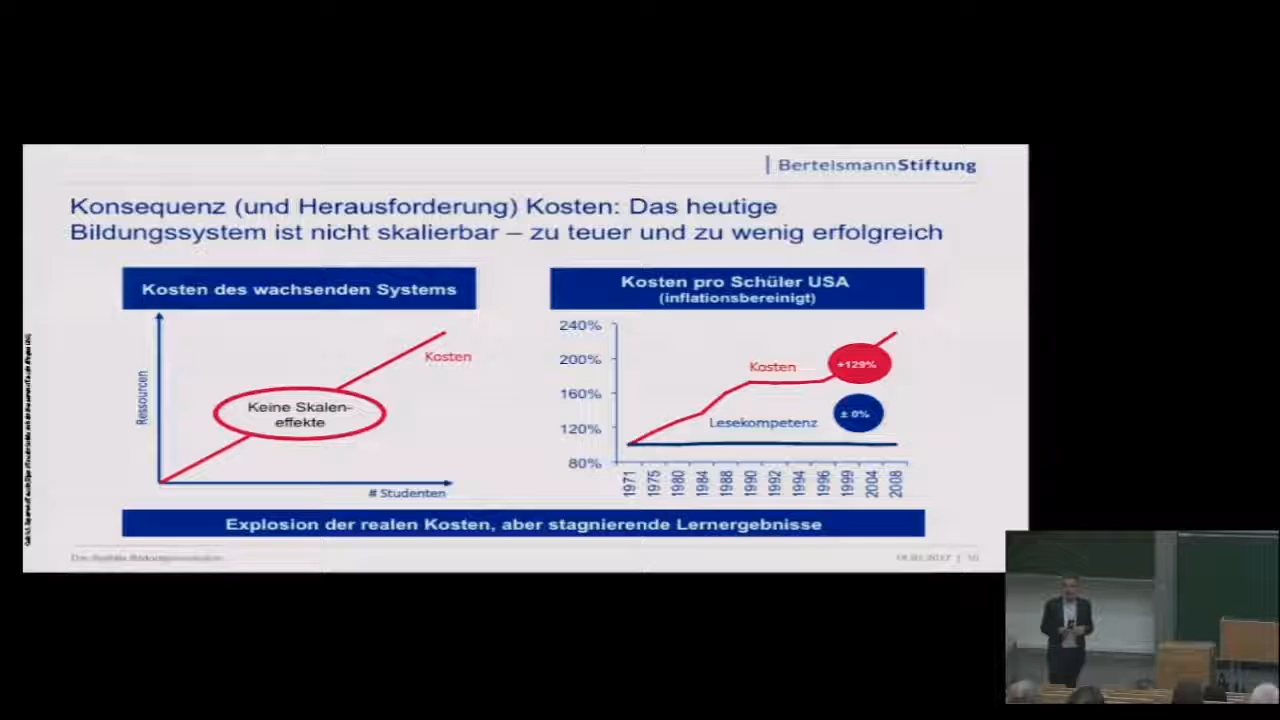 BertelsmannStiftung
Konsequenz (und Herausforderung) Kosten: Das heutige
Bildungssystem ist nicht skalierbar – zu teuer und zu wenig erfolgreich
Kosten des wachsenden Systems
Ressourcen
Kosten
Keine Skalen-
effekte
# Studenten
Kosten pro Schüler USA
(inflationsbereinigt)
240%
200%
160%
120%
80%
Kosten
+129%
Lesekompetenz
± 0%
1971
1975
1980
1984
1988
1990
1992
1994
1996
1999
2004
2008
Explosion der realen Kosten, aber stagnierende Lernergebnisse